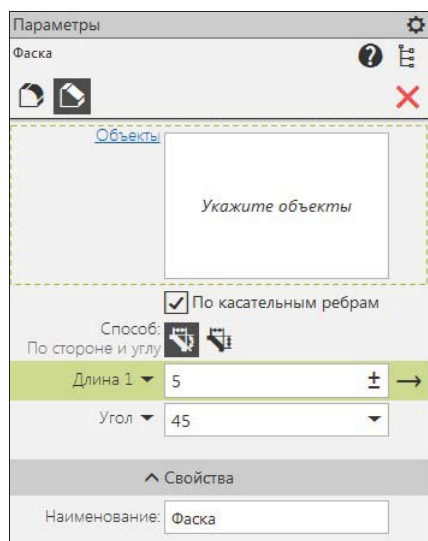 Параметры
Фаска
Объекты
Укажите объекты
По касательным ребрам
Способ:
По стороне и углу
Длина 1 5
Угол 45
Свойства
Наименование: Фаска